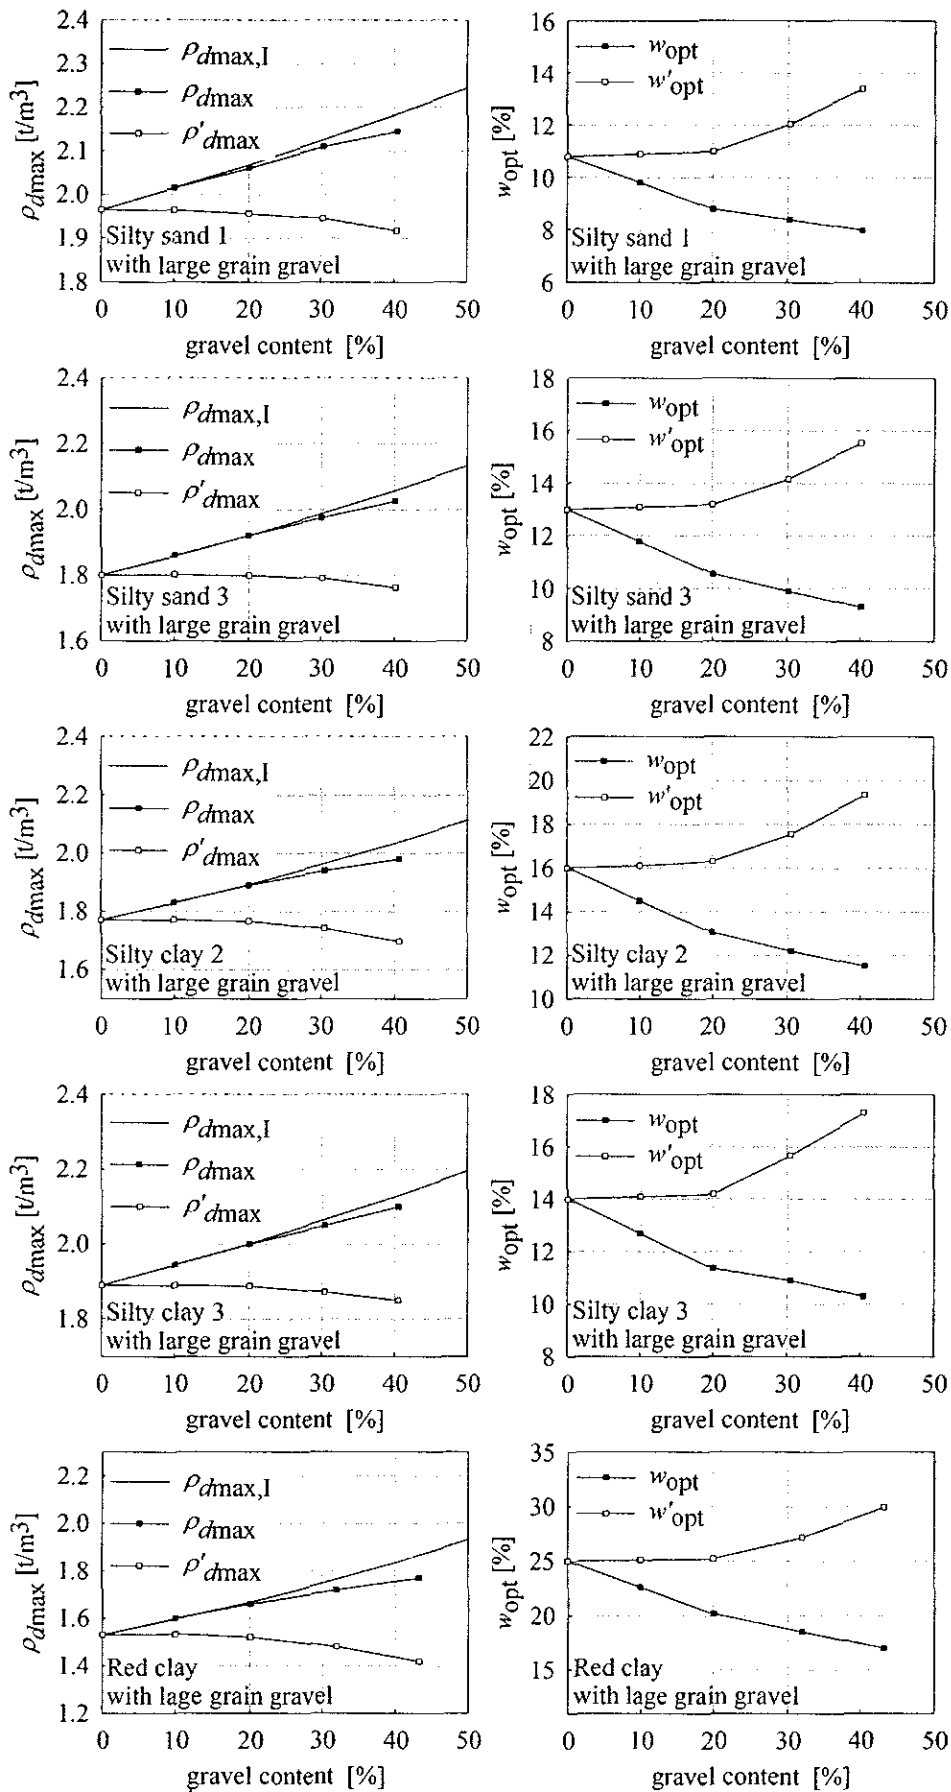 2.4
2.3
2.2
2.1
2.0
1.9
1.8
ρdmax [t/m³]
ρdmax,I
ρdmax
ρ'dmax
Silty sand 1
with large grain gravel
0 10 20 30 40 50
gravel content [%]
16
14
12
10
8
6
wopt [%]
wopt
w'opt
Silty sand 1
with large grain gravel
0 10 20 30 40 50
gravel content [%]
2.4
2.2
2.0
1.8
1.6
ρdmax [t/m³]
ρdmax,I
ρdmax
ρ'dmax
Silty sand 3
with large grain gravel
0 10 20 30 40 50
gravel content [%]
18
16
14
12
10
8
wopt [%]
wopt
w'opt
Silty sand 3
with large grain gravel
0 10 20 30 40 50
gravel content [%]
2.4
2.2
2.0
1.8
1.6
ρdmax [t/m³]
ρdmax,I
ρdmax
ρ'dmax
Silty clay 2
with large grain gravel
0 10 20 30 40 50
gravel content [%]
22
20
18
16
14
12
10
wopt [%]
wopt
w'opt
Silty clay 2
with large grain gravel
0 10 20 30 40 50
gravel content [%]
2.4
2.2
2.0
1.8
ρdmax [t/m³]
ρdmax,I
ρdmax
ρ'dmax
Silty clay 3
with large grain gravel
0 10 20 30 40 50
gravel content [%]
18
16
14
12
10
8
wopt [%]
wopt
w'opt
Silty clay 3
with large grain gravel
0 10 20 30 40 50
gravel content [%]
2.2
2.0
1.8
1.6
1.4
1.2
ρdmax [t/m³]
ρdmax,I
ρdmax
ρ'dmax
Red clay
with lage grain gravel
0 10 20 30 40 50
gravel content [%]
35
30
25
20
15
wopt [%]
wopt
w'opt
Red clay
with lage grain gravel
0 10 20 30 40 50
gravel content [%]